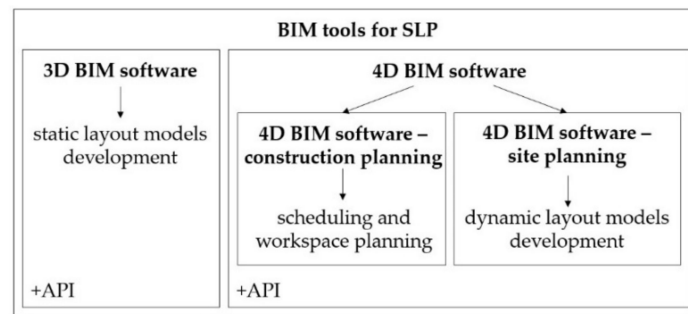 BIM tools for SLP
3D BIM software
static layout models
development
+API
4D BIM software
4D BIM software –
construction planning
scheduling and
workspace planning
4D BIM software –
site planning
dynamic layout models
development
+API